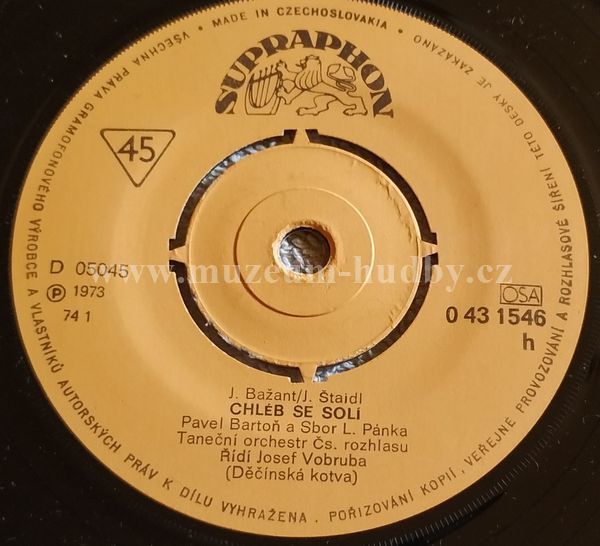 VŠECHNA PRÁVA GRAMOFONOVÉHO VÝROBCE A VLASTNÍKŮ AUTORSKÝCH PRÁV K DÍLU VYHRAŽENA . POŘIZOVÁNÍ KOPIÍ , VEŘEJNÉ PROVOZOVÁNÍ A ROZHLASOVÉ ŠÍŘENÍ TÉTO DESKY JE ZAKÁZANO
• MADE IN CZECHOSLOVAKIA •
SUPRAPHON
45
www.muzeum-hudby.cz
D 05045
Ⓟ 1973
74 1
OSA
0 43 1546
h
J. Bažant/J. Štaidl
CHLÉB SE SOLÍ
Pavel Bartoň a Sbor L. Pánka
Taneční orchestr Čs. rozhlasu
Řídí Josef Vobruba
(Děčínská kotva)